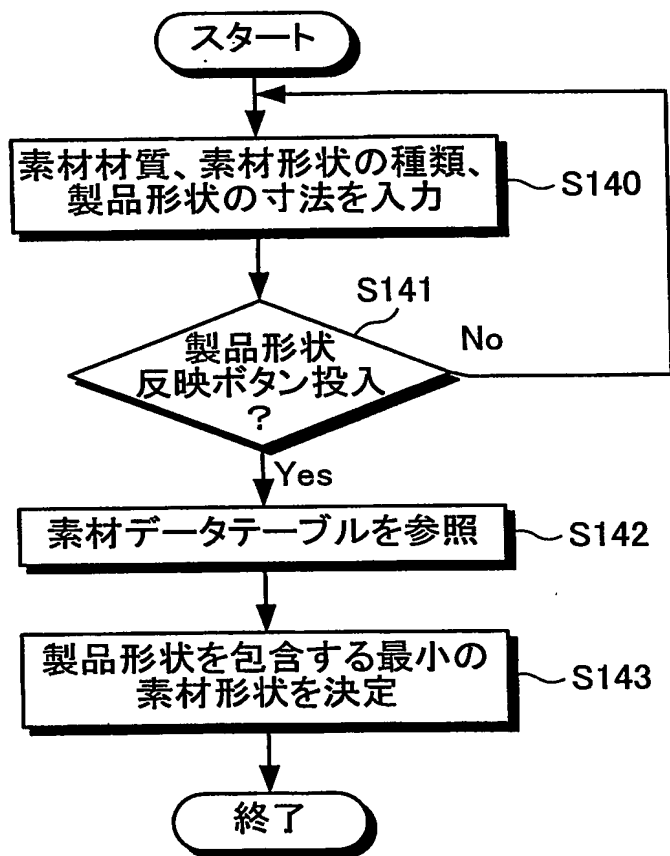 スタート
素材材質、素材形状の種類、
製品形状の寸法を入力
S140
S141
製品形状
反映ボタン投入
?
No
Yes
素材データテーブルを参照
S142
製品形状を包含する最小の
素材形状を決定
S143
終了